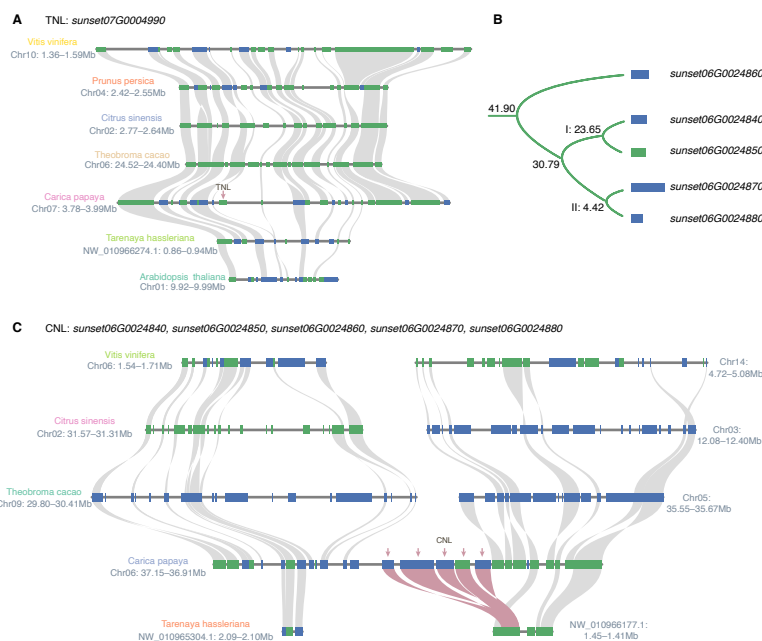 A
TNL: sunset07G0004990
Vitis vinifera
Chr10: 1.36–1.59Mb
Prunus persica
Chr04: 2.42–2.55Mb
Citrus sinensis
Chr02: 2.77–2.64Mb
Theobroma cacao
Chr06: 24.52–24.40Mb
TNL
Carica papaya
Chr07: 3.78–3.99Mb
Tarenaya hassleriana
NW_010966274.1: 0.86–0.94Mb
Arabidopsis thaliana
Chr01: 9.92–9.99Mb
B
sunset06G0024860
41.90
sunset06G0024840
I: 23.65
sunset06G0024850
30.79
sunset06G0024870
II: 4.42
sunset06G0024880
C
CNL: sunset06G0024840, sunset06G0024850, sunset06G0024860, sunset06G0024870, sunset06G0024880
Vitis vinifera
Chr06: 1.54–1.71Mb
Chr14:
4.72–5.08Mb
Citrus sinensis
Chr02: 31.57–31.31Mb
Chr03:
12.08–12.40Mb
Theobroma cacao
Chr09: 29.80–30.41Mb
Chr05:
35.55–35.67Mb
CNL
Carica papaya
Chr06: 37.15–36.91Mb
Tarenaya hassleriana
NW_010965304.1: 2.09–2.10Mb
NW_010966177.1:
1.45–1.41Mb